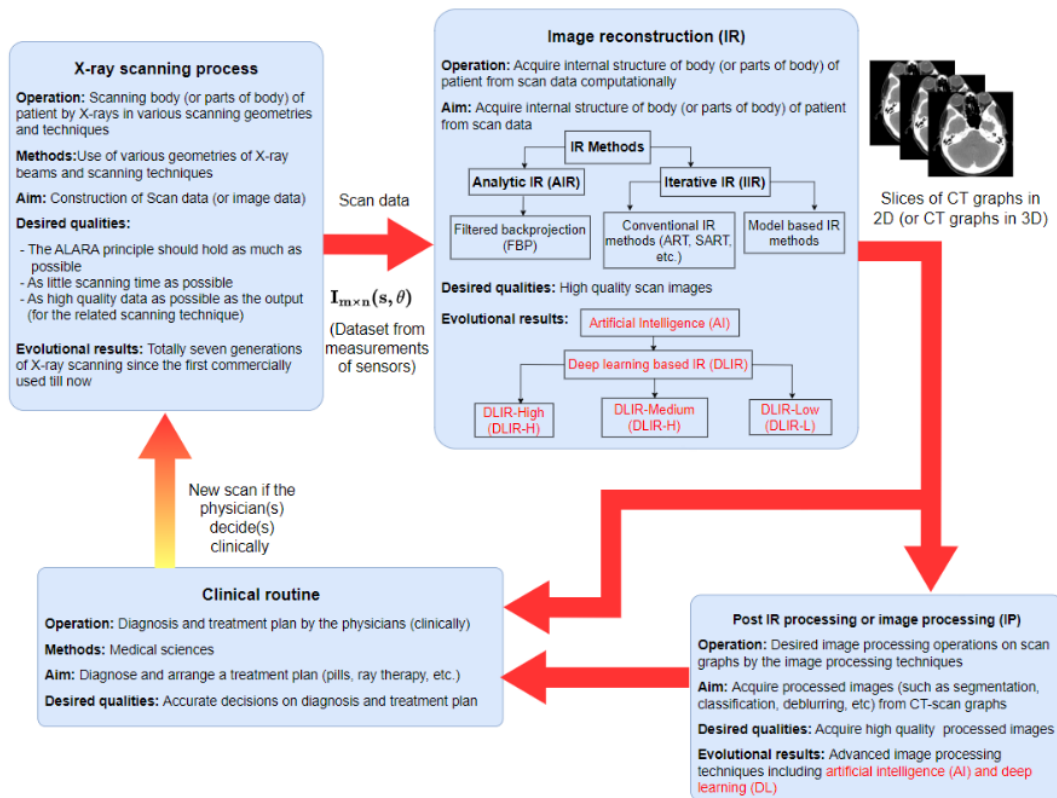 X-ray scanning process
Operation: Scanning body (or parts of body) of
patient by X-rays in various scanning geometries
and techniques
Methods:Use of various geometries of X-ray
beams and scanning techniques
Aim: Construction of Scan data (or image data)
Desired qualities:
- The ALARA principle should hold as much as
possible
- As little scanning time as possible
- As high quality data as possible as the output
(for the related scanning technique)
Evolutional results: Totally seven generations
of X-ray scanning since the first commercially
used till now
Scan data
I_{m×n}(s, θ)
(Dataset from
measurements
of sensors)
Image reconstruction (IR)
Operation: Acquire internal structure of body (or parts of body) of
patient from scan data computationally
Aim: Acquire internal structure of body (or parts of body) of patient
from scan data
IR Methods
Analytic IR (AIR)
Iterative IR (IIR)
Filtered backprojection
(FBP)
Conventional IR
methods (ART, SART,
etc.)
Model based IR
methods
Desired qualities: High quality scan images
Evolutional results:
Artificial Intelligence (AI)
Deep learning based IR (DLIR)
DLIR-High
(DLIR-H)
DLIR-Medium
(DLIR-H)
DLIR-Low
(DLIR-L)
Slices of CT graphs in
2D (or CT graphs in 3D)
New scan if the
physician(s)
decide(s)
clinically
Clinical routine
Operation: Diagnosis and treatment plan by the physicians (clinically)
Methods: Medical sciences
Aim: Diagnose and arrange a treatment plan (pills, ray therapy, etc.)
Desired qualities: Accurate decisions on diagnosis and treatment plan
Post IR processing or image processing (IP)
Operation: Desired image processing operations on scan
graphs by the image processing techniques
Aim: Acquire processed images (such as segmentation,
classification, deblurring, etc) from CT-scan graphs
Desired qualities: Acquire high quality processed images
Evolutional results: Advanced image processing
techniques including artificial intelligence (AI) and deep
learning (DL)